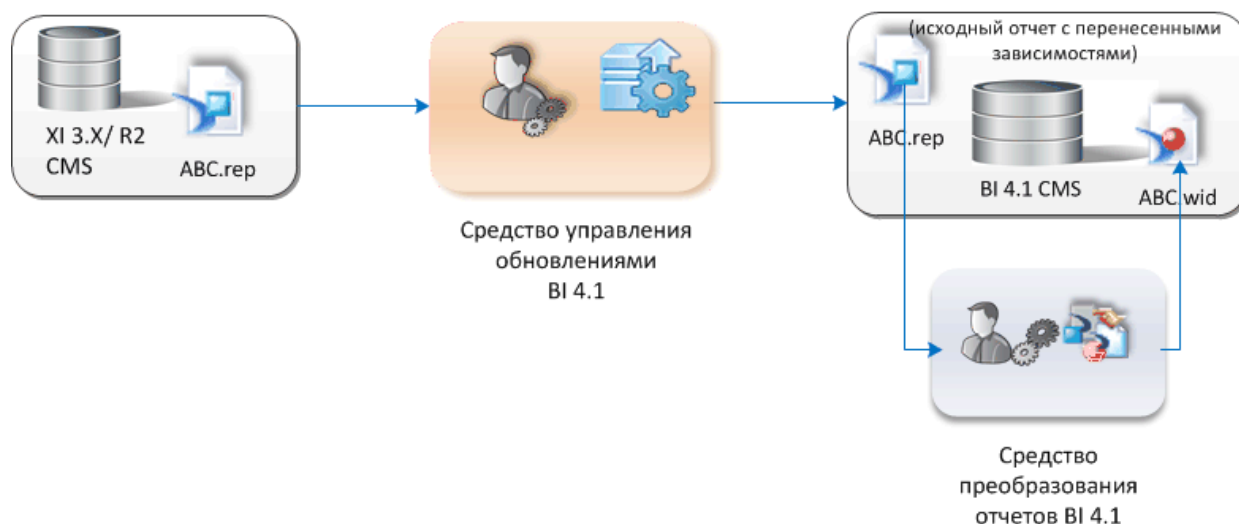 XI 3.X/ R2
CMS
ABC.rep
Средство управления
обновлениями
BI 4.1
(исходный отчет с перенесенными
зависимостями)
ABC.rep
BI 4.1 CMS
ABC.wid
Средство
преобразования
отчетов BI 4.1